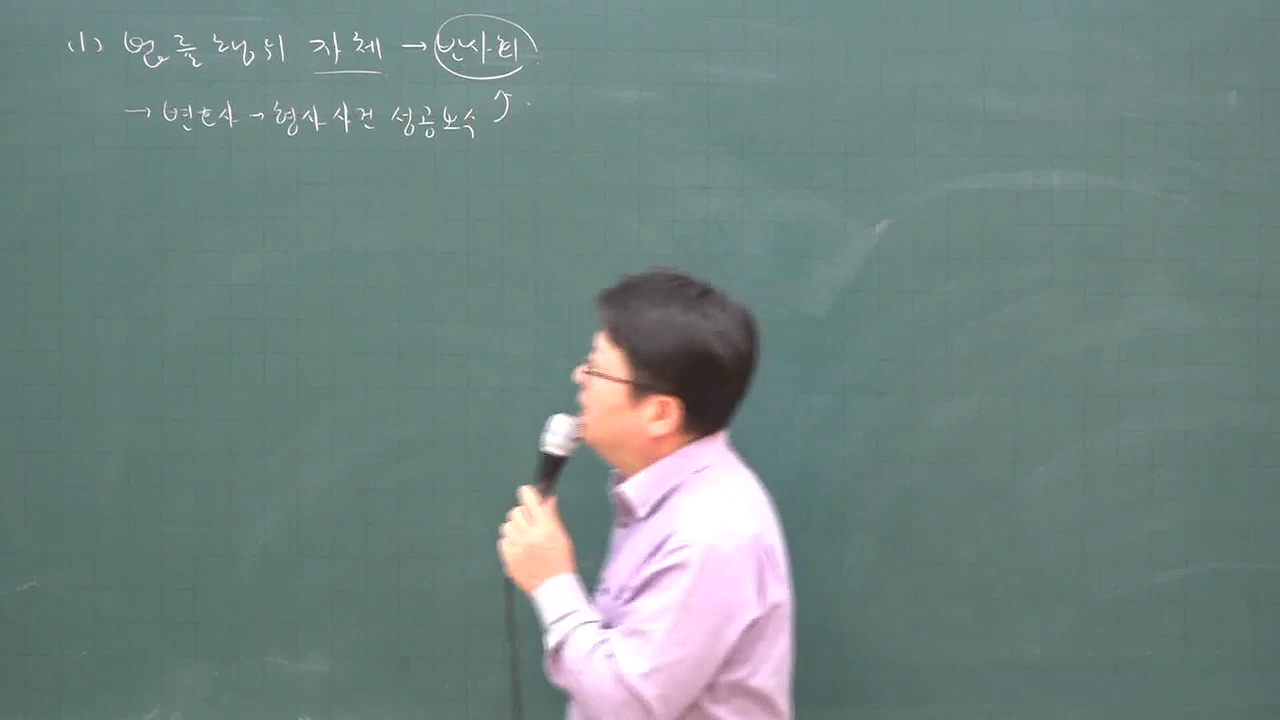 (1) 법률행위 자체 → 반사회
→ 변호사 → 형사사건 성공보수